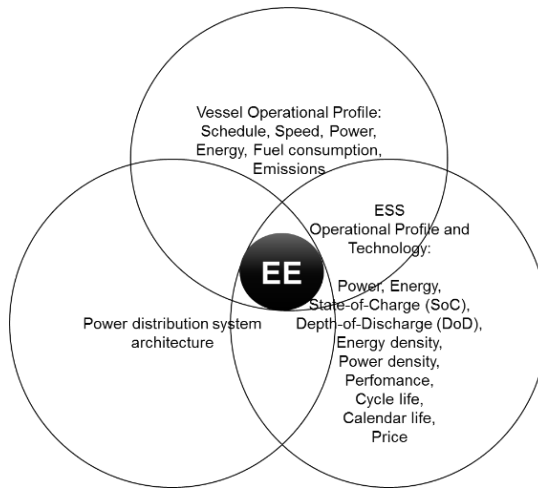 Vessel Operational Profile:
Schedule, Speed, Power,
Energy, Fuel consumption,
Emissions
ESS
Operational Profile and
Technology:
EE
Power, Energy,
State-of-Charge (SoC),
Depth-of-Discharge (DoD),
Energy density,
Power density,
Perfomance,
Cycle life,
Calendar life,
Price
Power distribution system
architecture